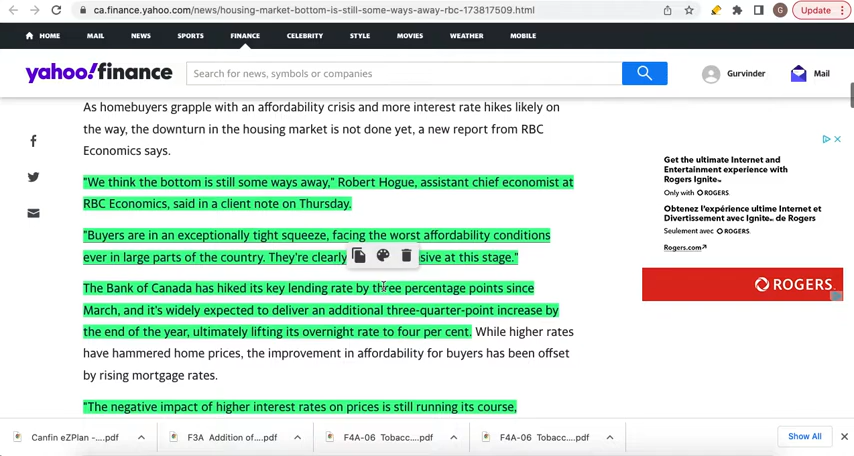 ca.finance.yahoo.com/news/housing-market-bottom-is-still-some-ways-away-rbc-173817509.html
G
Update
HOME MAIL NEWS SPORTS FINANCE CELEBRITY STYLE MOVIES WEATHER MOBILE
yahoo!finance
Search for news, symbols or companies
Gurvinder
Mail
As homebuyers grapple with an affordability crisis and more interest rate hikes likely on
the way, the downturn in the housing market is not done yet, a new report from RBC
Economics says.
"We think the bottom is still some ways away," Robert Hogue, assistant chief economist at
RBC Economics, said in a client note on Thursday.
"Buyers are in an exceptionally tight squeeze, facing the worst affordability conditions
ever in large parts of the country. They're clearly sive at this stage."
The Bank of Canada has hiked its key lending rate by three percentage points since
March, and it's widely expected to deliver an additional three-quarter-point increase by
the end of the year, ultimately lifting its overnight rate to four per cent. While higher rates
have hammered home prices, the improvement in affordability for buyers has been offset
by rising mortgage rates.
"The negative impact of higher interest rates on prices is still running its course,
Get the ultimate Internet and
Entertainment experience with
Rogers Ignite™
Only with ROGERS
Obtenez l'expérience ultime Internet et
Divertissement avec Ignite™ de Rogers
Seulement avec ROGERS
Rogers.com
ROGERS
Canfin eZPlan -....pdf
F3A Addition of....pdf
F4A-06 Tobacc....pdf
F4A-06 Tobacc....pdf
Show All